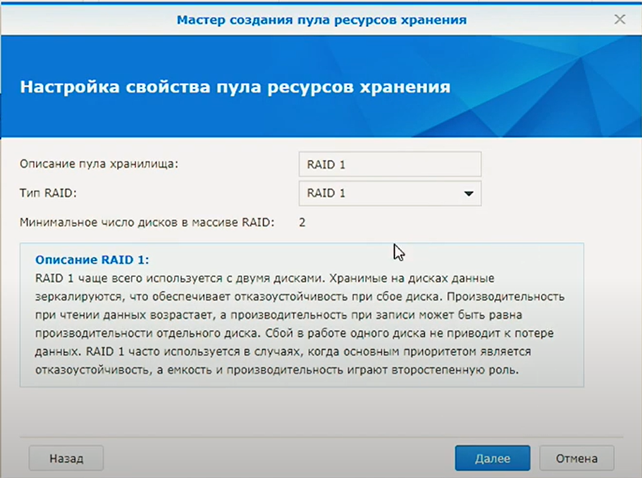 Мастер создания пула ресурсов хранения
Настройка свойства пула ресурсов хранения
Описание пула хранилища: RAID 1
Тип RAID: RAID 1
Минимальное число дисков в массиве RAID: 2
Описание RAID 1:
RAID 1 чаще всего используется с двумя дисками. Хранимые на дисках данные
зеркалируются, что обеспечивает отказоустойчивость при сбое диска. Производительность
при чтении данных возрастает, а производительность при записи может быть равна
производительности отдельного диска. Сбой в работе одного диска не приводит к потере
данных. RAID 1 часто используется в случаях, когда основным приоритетом является
отказоустойчивость, а емкость и производительность играют второстепенную роль.
Назад Далее Отмена